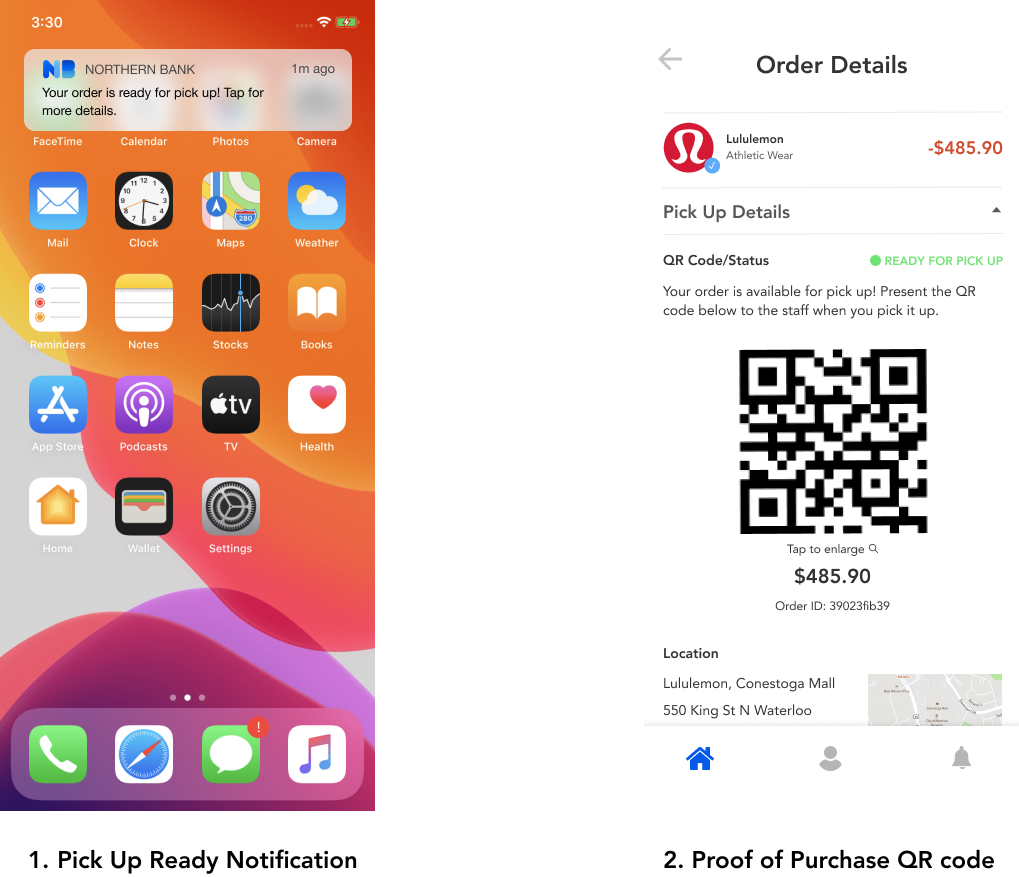 3:30
NB NORTHERN BANK 1m ago
Your order is ready for pick up! Tap for
more details.
FaceTime Calendar Photos Camera
Mail Clock Maps Weather
Reminders Notes Stocks Books
App Store Podcasts TV Health
Home Wallet Settings
1. Pick Up Ready Notification
Order Details
Lululemon
Athletic Wear
-$485.90
Pick Up Details
QR Code/Status READY FOR PICK UP
Your order is available for pick up! Present the QR
code below to the staff when you pick it up.
Tap to enlarge
$485.90
Order ID: 39023fib39
Location
Lululemon, Conestoga Mall
550 King St N Waterloo
2. Proof of Purchase QR code